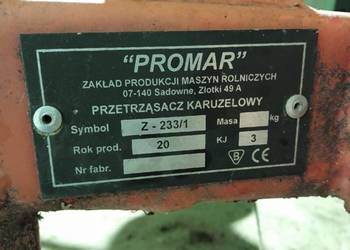 "PROMAR"
ZAKŁAD PRODUKCJI MASZYN ROLNICZYCH
07-140 Sadowne, Złotki 49 A
PRZETRZĄSACZ KARUZELOWY
Symbol Z - 233/1 Masa kg
Rok prod. 20 KJ 3
Nr fabr. B CE